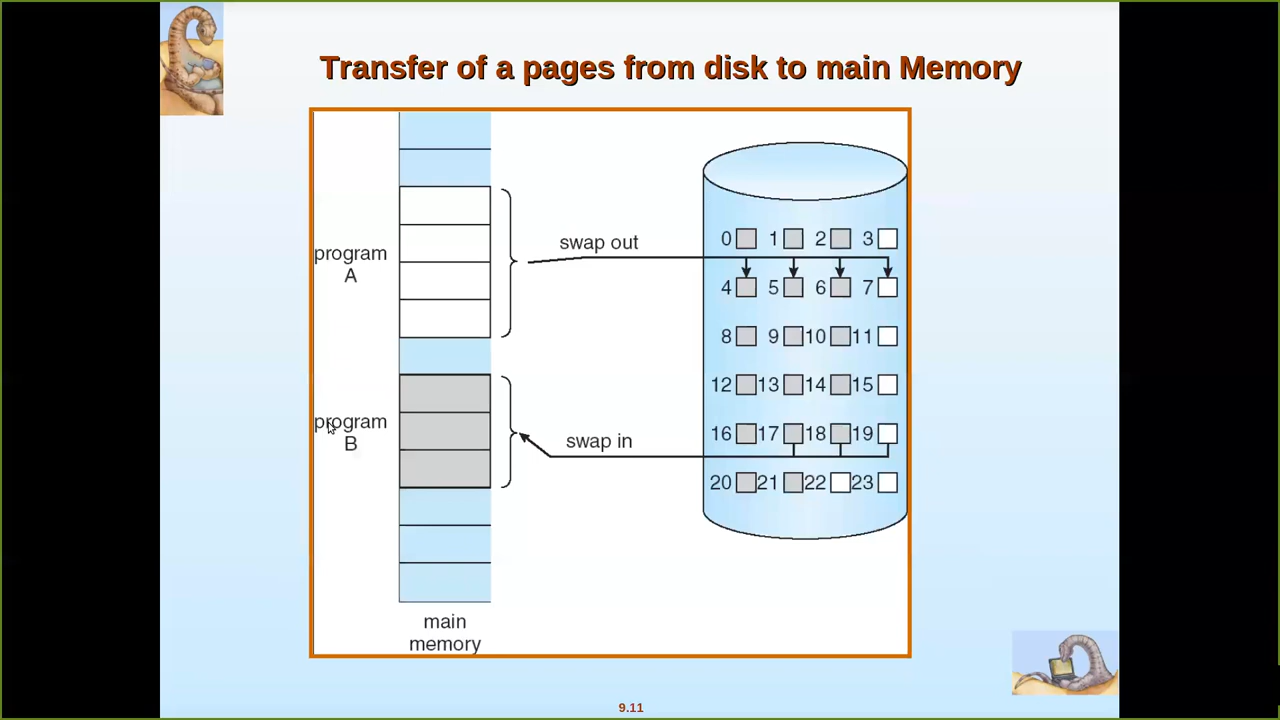 Transfer of a pages from disk to main Memory
program
A
swap out
0 1 2 3
4 5 6 7
8 9 10 11
12 13 14 15
program
B
swap in
16 17 18 19
20 21 22 23
main
memory
9.11